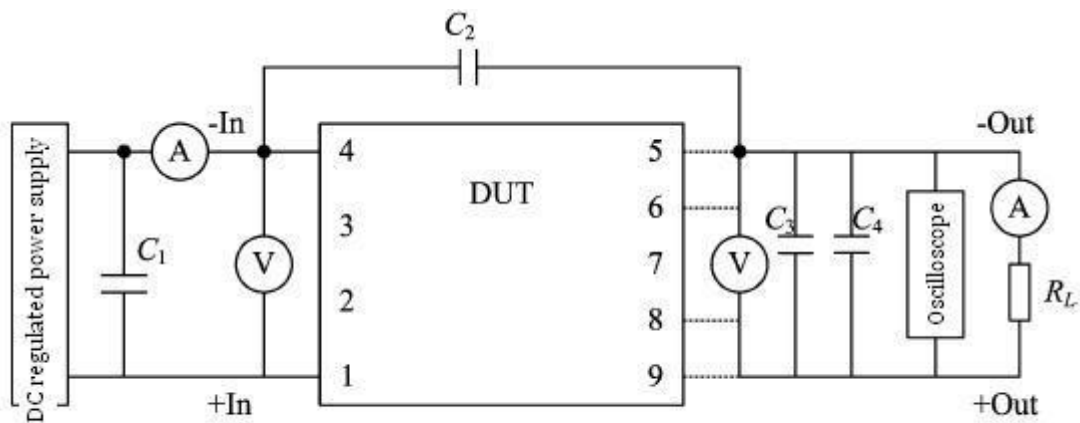 C2
-In
-Out
DC regulated power supply
A
4
5
DUT
6
A
C1
V
3
V
C3
C4
Oscilloscope
7
RL
2
8
1
9
+In
+Out